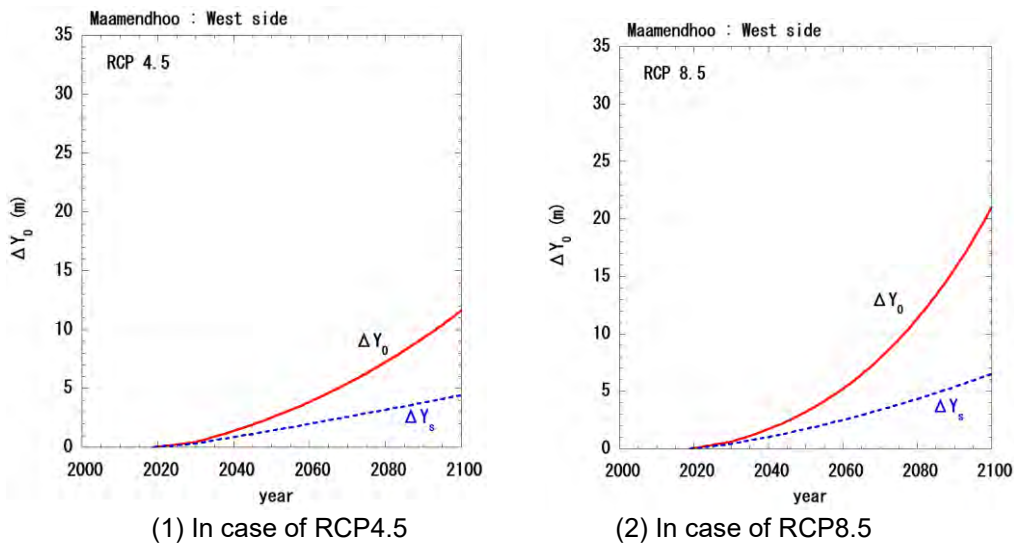 Maamendhoo : West side
RCP 4.5
35
30
25
20
15
10
5
0
ΔY0 (m)
ΔY0
ΔYs
2000 2020 2040 2060 2080 2100
year
(1) In case of RCP4.5
Maamendhoo : West side
RCP 8.5
35
30
25
20
15
10
5
0
ΔY0 (m)
ΔY0
ΔYs
2000 2020 2040 2060 2080 2100
year
(2) In case of RCP8.5